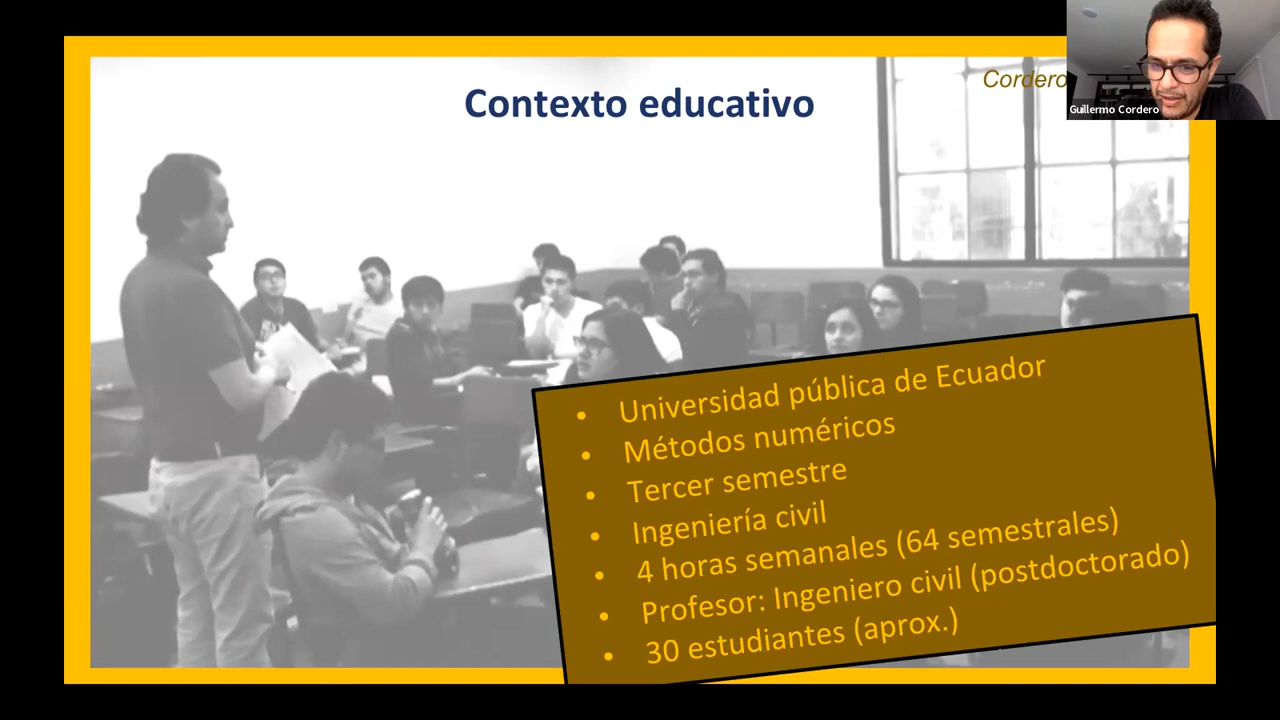 Contexto educativo
Cordero
Guillermo Cordero
• Universidad pública de Ecuador
• Métodos numéricos
• Tercer semestre
• Ingeniería civil
• 4 horas semanales (64 semestrales)
• Profesor: Ingeniero civil (postdoctorado)
• 30 estudiantes (aprox.)